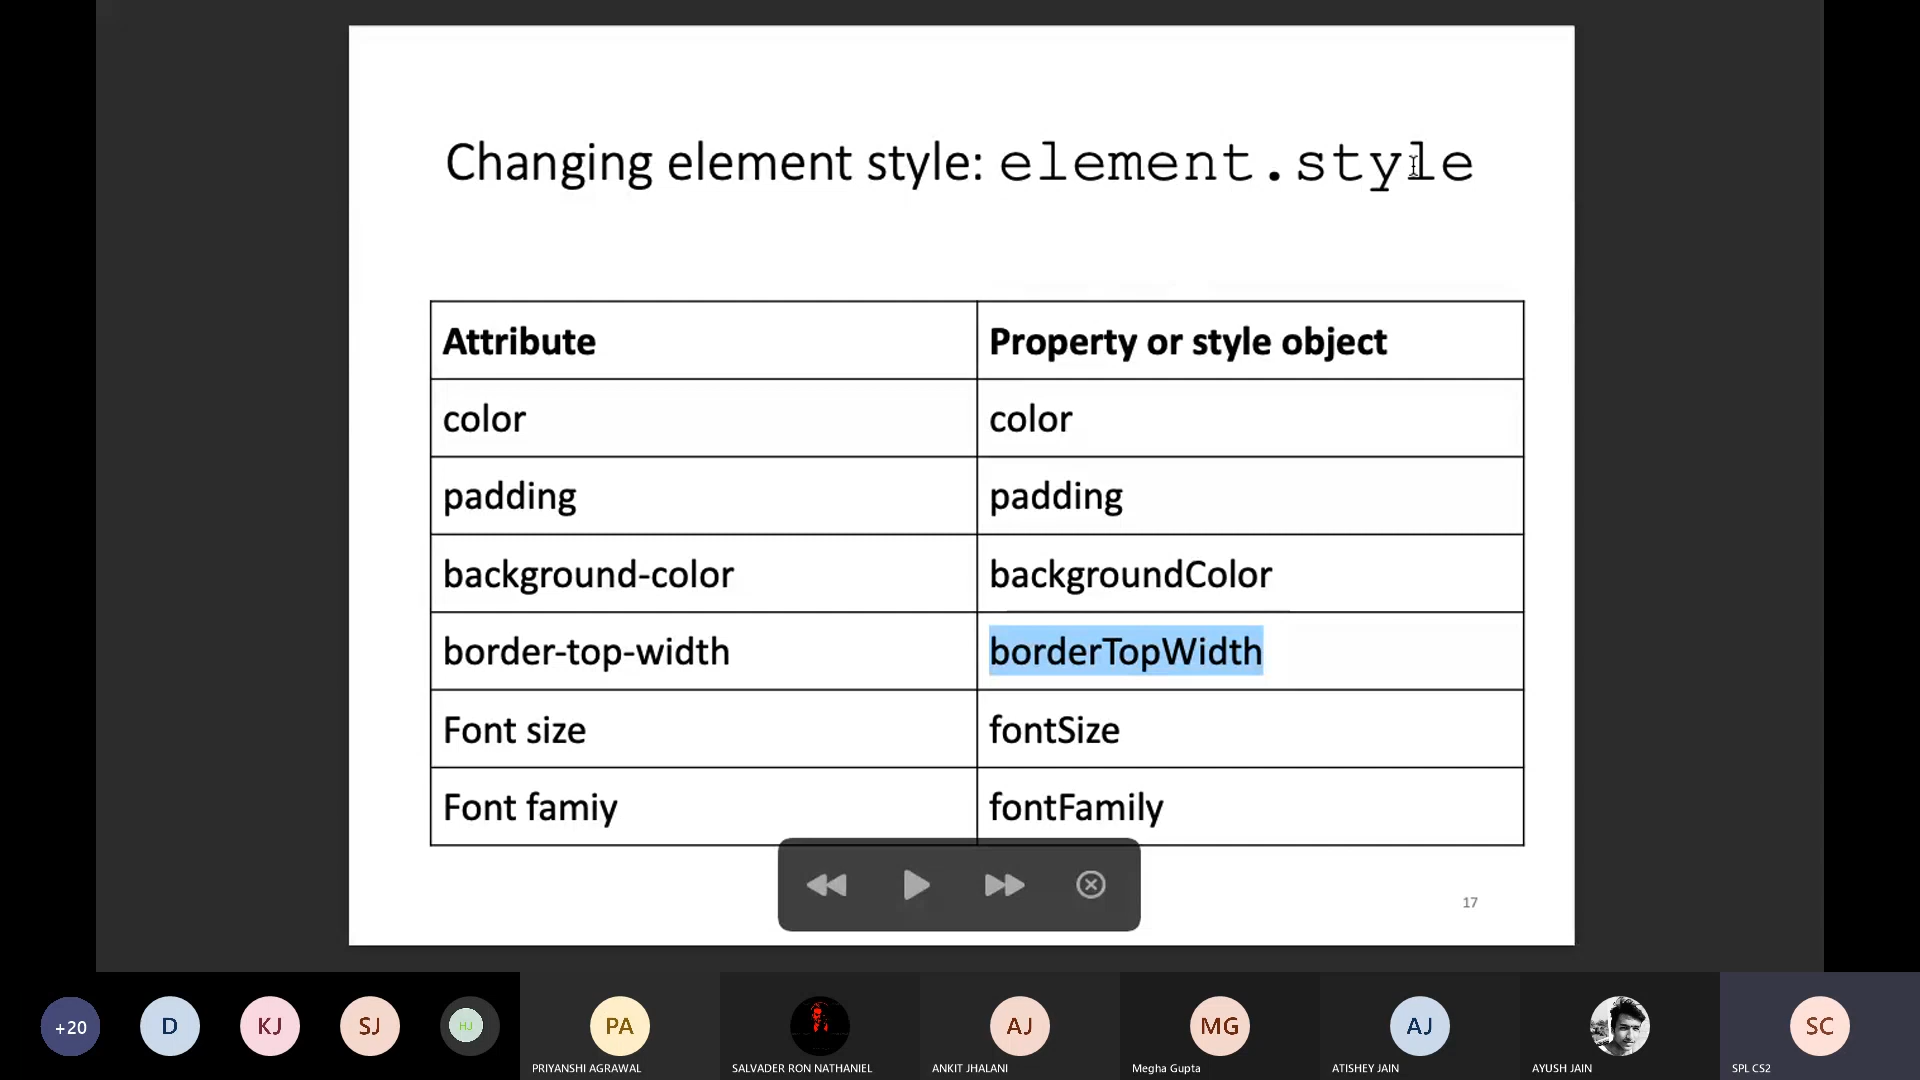 Changing element style: element.style
Attribute Property or style object
color color
padding padding
background-color backgroundColor
border-top-width borderTopWidth
Font size fontSize
Font famiy fontFamily
17
+20 D KJ SJ HJ PA AJ MG AJ SC
PRIYANSHI AGRAWAL SALVADER RON NATHANIEL ANKIT JHALANI Megha Gupta ATISHEY JAIN AYUSH JAIN SPL CS2